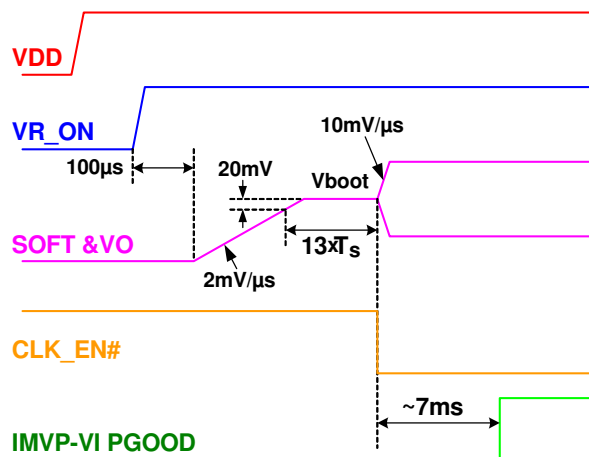 VDD
VR_ON
100µs
20mV
10mV/µs
Vboot
SOFT &VO
2mV/µs
13xTs
CLK_EN#
~7ms
IMVP-VI PGOOD